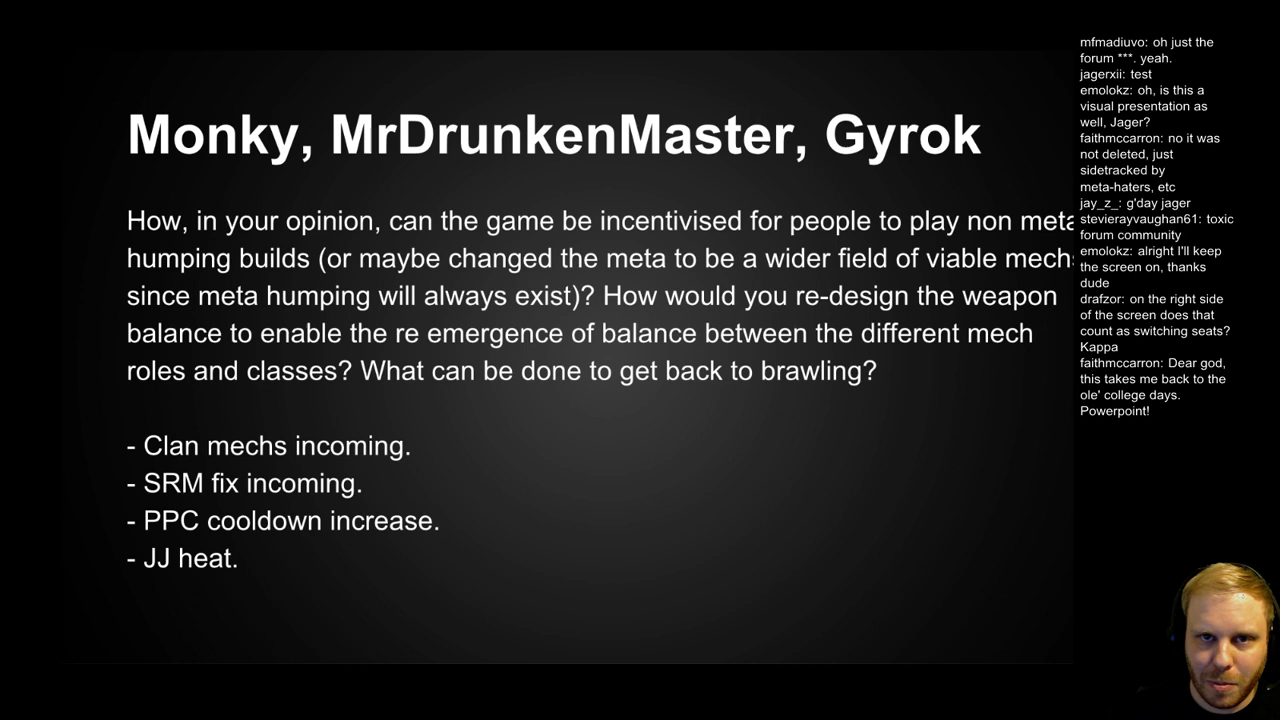 Monky, MrDrunkenMaster, Gyrok
How, in your opinion, can the game be incentivised for people to play non meta
humping builds (or maybe changed the meta to be a wider field of viable mechs
since meta humping will always exist)? How would you re-design the weapon
balance to enable the re emergence of balance between the different mech
roles and classes? What can be done to get back to brawling?
- Clan mechs incoming.
- SRM fix incoming.
- PPC cooldown increase.
- JJ heat.
mfmadiuvo: oh just the
forum ***. yeah.
jagerxii: test
emolokz: oh, is this a
visual presentation as
well, Jager?
faithmccarron: no it was
not deleted, just
sidetracked by
meta-haters, etc
jay_z_: g'day jager
stevierayvaughan61: toxic
forum community
emolokz: alright I'll keep
the screen on, thanks
dude
drafzor: on the right side
of the screen does that
count as switching seats?
Kappa
faithmccarron: Dear god,
this takes me back to the
ole' college days.
Powerpoint!